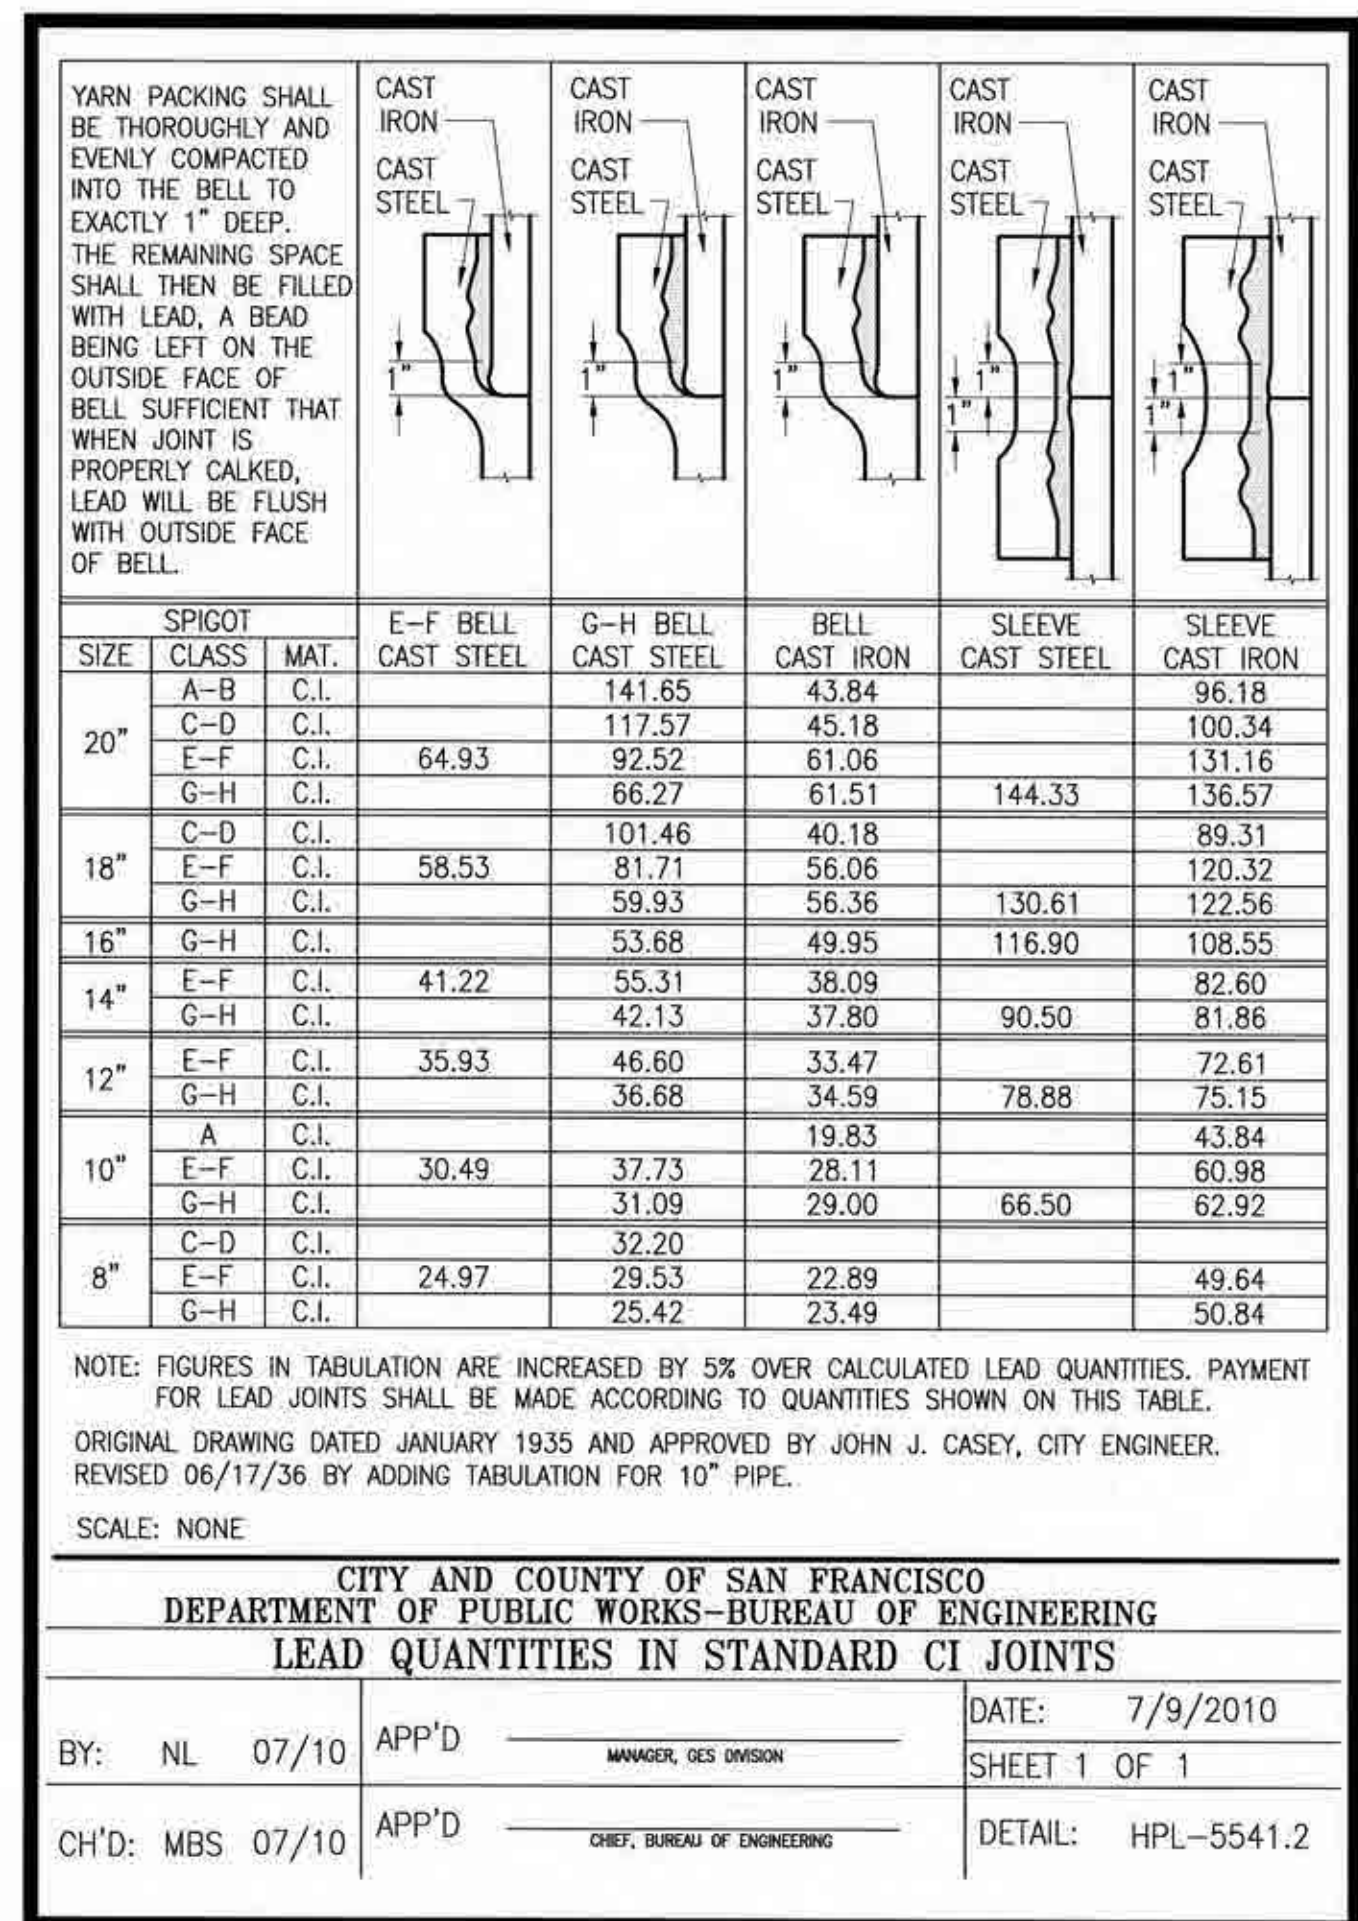 YARN PACKING SHALL
BE THOROUGHLY AND
EVENLY COMPACTED
INTO THE BELL TO
EXACTLY 1" DEEP.
THE REMAINING SPACE
SHALL THEN BE FILLED
WITH LEAD, A BEAD
BEING LEFT ON THE
OUTSIDE FACE OF
BELL SUFFICIENT THAT
WHEN JOINT IS
PROPERLY CALKED,
LEAD WILL BE FLUSH
WITH OUTSIDE FACE
OF BELL.
CAST
IRON
CAST
STEEL
1"
CAST
IRON
CAST
STEEL
1"
CAST
IRON
CAST
STEEL
1"
CAST
IRON
CAST
STEEL
1"
1"
CAST
IRON
CAST
STEEL
1"
1"
SPIGOT E-F BELL G-H BELL BELL SLEEVE SLEEVE
SIZE CLASS MAT. CAST STEEL CAST STEEL CAST IRON CAST STEEL CAST IRON
20"
A-B C.I. 141.65 43.84 96.18
C-D C.I. 117.57 45.18 100.34
E-F C.I. 64.93 92.52 61.06 131.16
G-H C.I. 66.27 61.51 144.33 136.57
18"
C-D C.I. 101.46 40.18 89.31
E-F C.I. 58.53 81.71 56.06 120.32
G-H C.I. 59.93 56.36 130.61 122.56
16" G-H C.I. 53.68 49.95 116.90 108.55
14"
E-F C.I. 41.22 55.31 38.09 82.60
G-H C.I. 42.13 37.80 90.50 81.86
12"
E-F C.I. 35.93 46.60 33.47 72.61
G-H C.I. 36.68 34.59 78.88 75.15
10"
A C.I. 19.83 43.84
E-F C.I. 30.49 37.73 28.11 60.98
G-H C.I. 31.09 29.00 66.50 62.92
8"
C-D C.I. 32.20
E-F C.I. 24.97 29.53 22.89 49.64
G-H C.I. 25.42 23.49 50.84
NOTE: FIGURES IN TABULATION ARE INCREASED BY 5% OVER CALCULATED LEAD QUANTITIES. PAYMENT
FOR LEAD JOINTS SHALL BE MADE ACCORDING TO QUANTITIES SHOWN ON THIS TABLE.
ORIGINAL DRAWING DATED JANUARY 1935 AND APPROVED BY JOHN J. CASEY, CITY ENGINEER.
REVISED 06/17/36 BY ADDING TABULATION FOR 10" PIPE.
SCALE: NONE
CITY AND COUNTY OF SAN FRANCISCO
DEPARTMENT OF PUBLIC WORKS-BUREAU OF ENGINEERING
LEAD QUANTITIES IN STANDARD CI JOINTS
BY: NL 07/10
APP'D
MANAGER, GES DIVISION
DATE: 7/9/2010
SHEET 1 OF 1
CH'D: MBS 07/10
APP'D
CHIEF, BUREAU OF ENGINEERING
DETAIL: HPL-5541.2